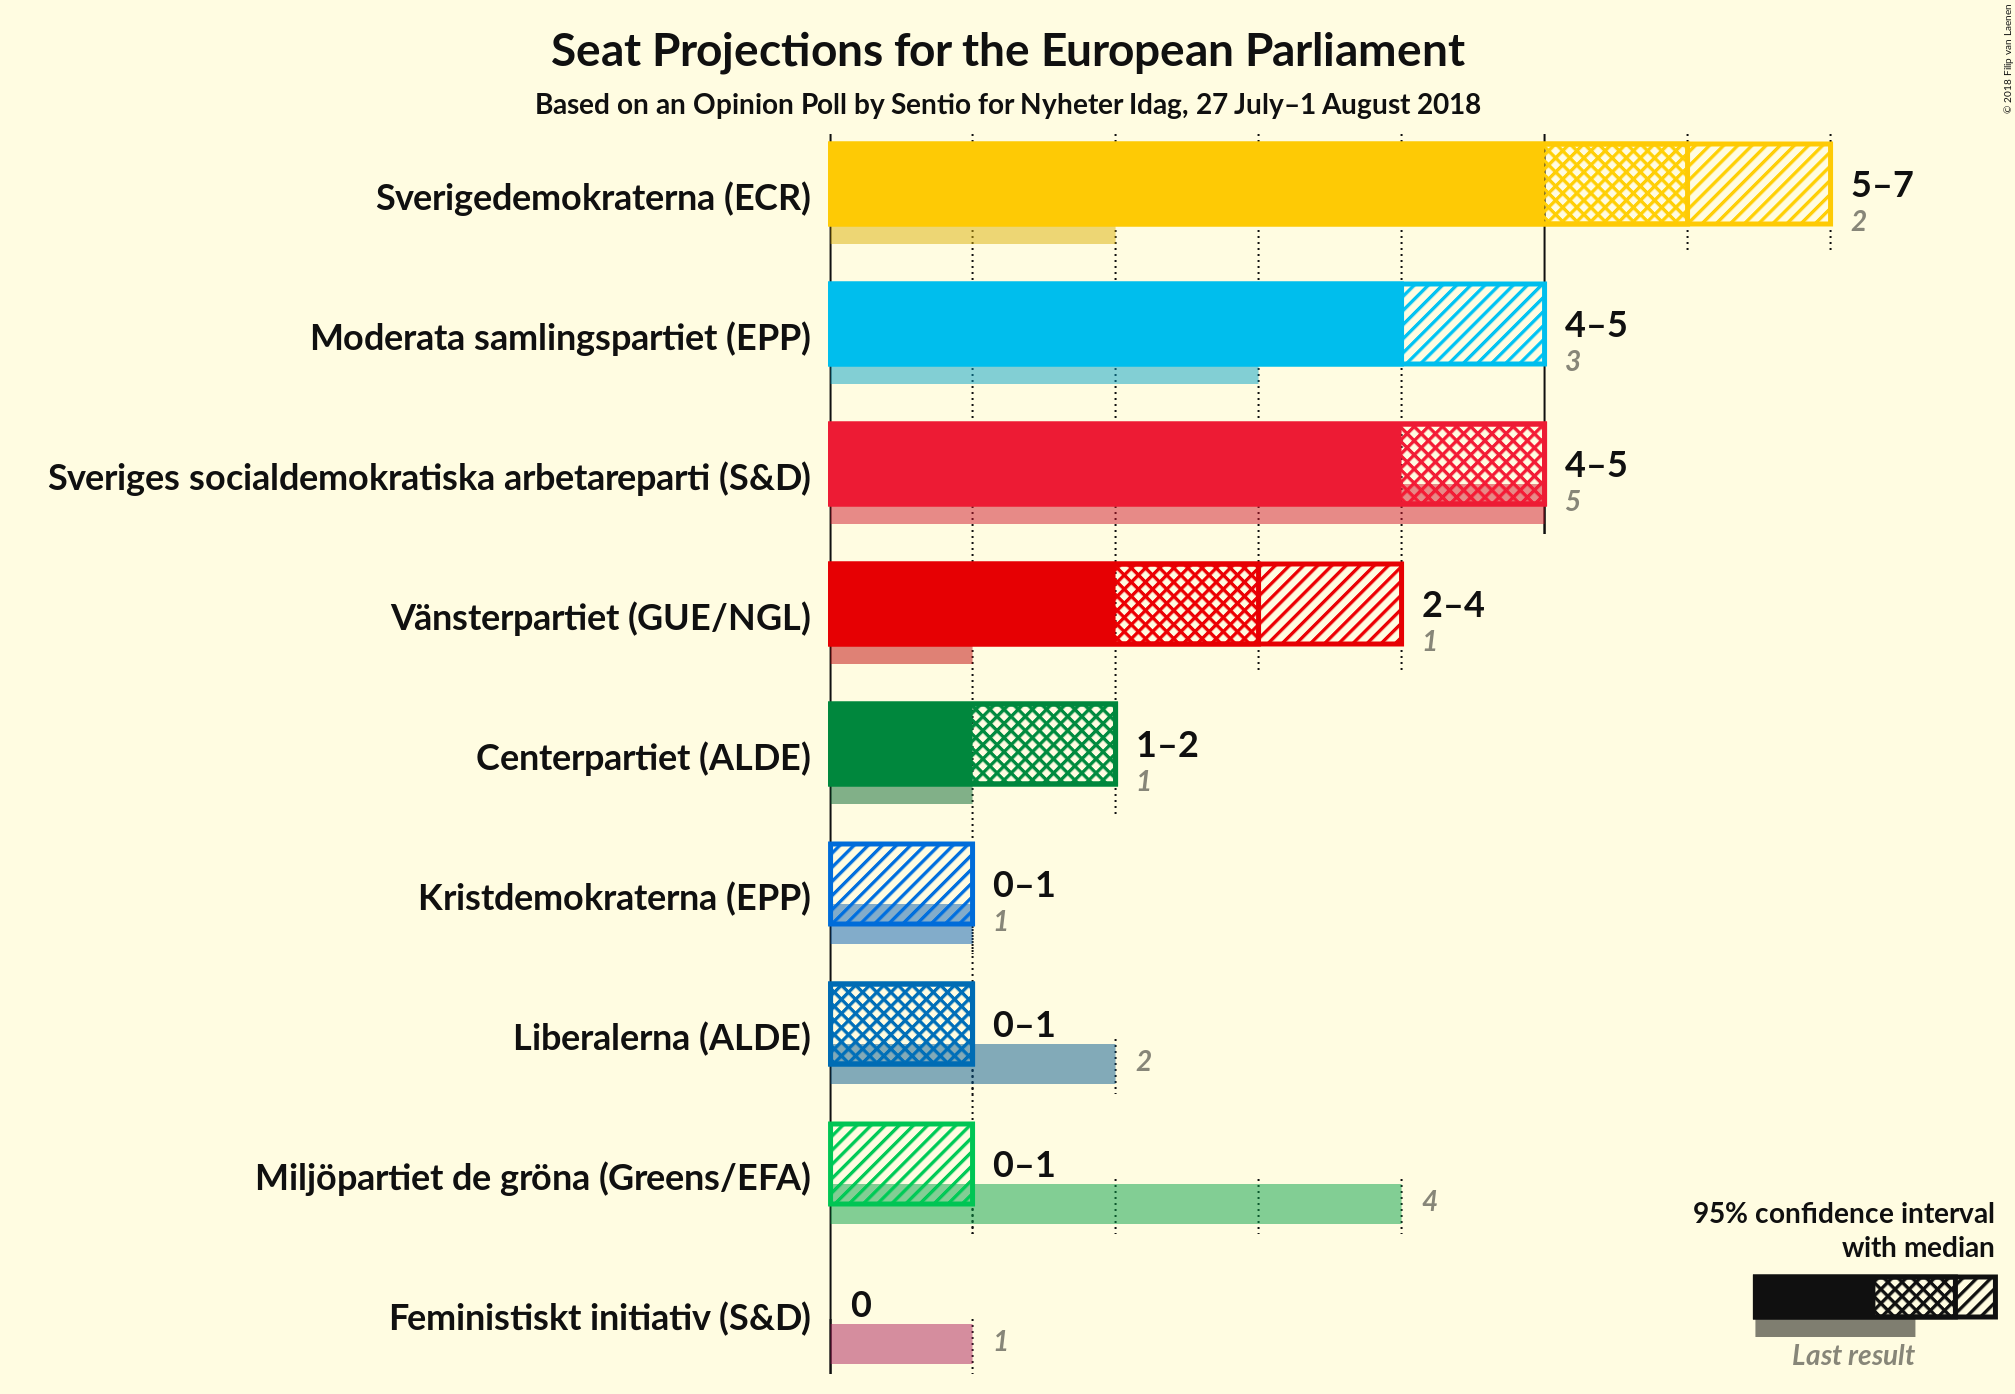 Seat Projections for the European Parliament
Based on an Opinion Poll by Sentio for Nyheter Idag, 27 July–1 August 2018
© 2018 Filip van Laenen
Sverigedemokraterna (ECR)
5–7
2
Moderata samlingspartiet (EPP)
4–5
3
Sveriges socialdemokratiska arbetareparti (S&D)
4–5
5
Vänsterpartiet (GUE/NGL)
2–4
1
Centerpartiet (ALDE)
1–2
1
Kristdemokraterna (EPP)
0–1
1
Liberalerna (ALDE)
0–1
2
Miljöpartiet de gröna (Greens/EFA)
0–1
4
Feministiskt initiativ (S&D)
0
1
95% confidence interval
with median
Last result